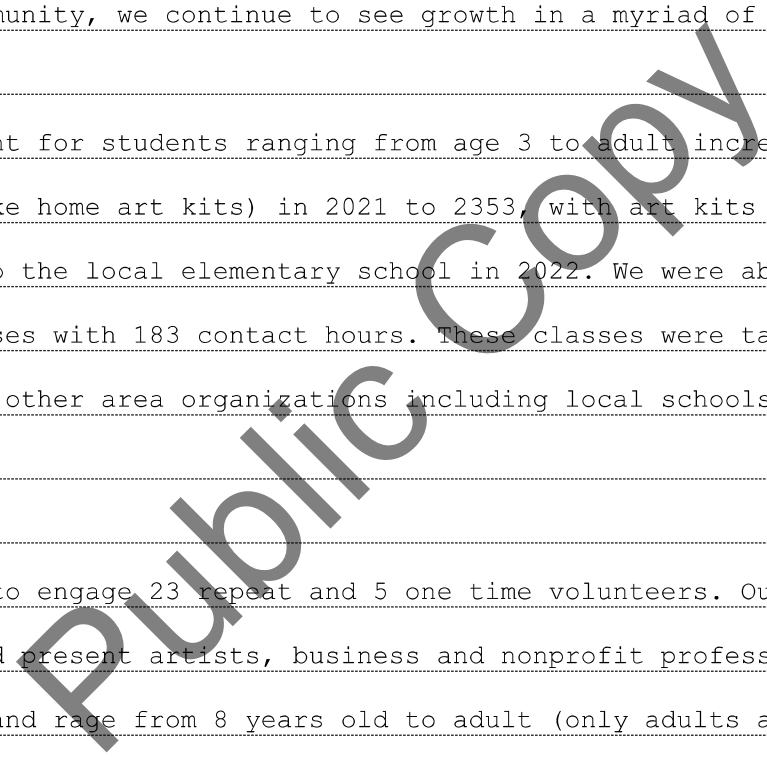 munity, we continue to see growth in a myriad of
nt for students ranging from age 3 to adult incre
ke home art kits) in 2021 to 2353, with art kits
o the local elementary school in 2022. We were ab
ses with 183 contact hours. These classes were ta
other area organizations including local schools
to engage 23 repeat and 5 one time volunteers. Ou
d present artists, business and nonprofit profess
and rage from 8 years old to adult (only adults a
Public Copy